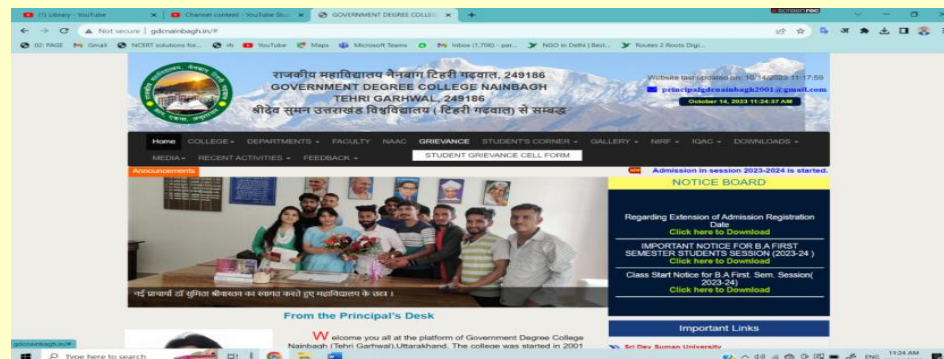 (1) Library - YouTube
Channel content - YouTube Stu
GOVERNMENT DEGREE COLLEG
Not secure | gdcnainbagh.in/#
02: PAGE Gmail NCERT solutions for... YouTube Maps Microsoft Teams Inbox (1,706) - par... NGO in Delhi | Best... Routes 2 Roots Digi...
राजकीय महाविद्यालय नैनबाग टिहरी गढ़वाल, 249186
GOVERNMENT DEGREE COLLEGE NAINBAGH
TEHRI GARHWAL, 249186
श्रीदेव सुमन उत्तराखंड विश्वविद्यालय ( टिहरी गढ़वाल) से सम्बद्ध
Website last updated on: 10/14/2023 11:17:59
principalgdcnainbagh2001@gmail.com
October 14, 2023 11:24:37 AM
Home COLLEGE DEPARTMENTS FACULTY NAAC GRIEVANCE STUDENT'S CORNER GALLERY NIRF IQAC DOWNLOADS
MEDIA RECENT ACTIVITIES FEEDBACK
STUDENT GRIEVANCE CELL FORM
Announcements
Admission in session 2023-2024 is started.
NOTICE BOARD
Regarding Extension of Admission Registration
Date
Click here to Download
IMPORTANT NOTICE FOR B.A FIRST
SEMESTER STUDENTS SESSION (2023-24 )
Click here to Download
Class Start Notice for B.A First. Sem. Session(
2023-24)
Click here to Download
नई प्राचार्या डॉ सुमिता श्रीवास्तव का स्वागत करते हुए महाविद्यालय के छात्र ।
From the Principal's Desk
Welcome you all at the platform of Government Degree College
Nainbagh (Tehri Garhwal),Uttarakhand. The college was started in 2001
Important Links
Sri Dev Suman University
gdcnainbagh.in/#
Type here to search
ENG
11:24 AM